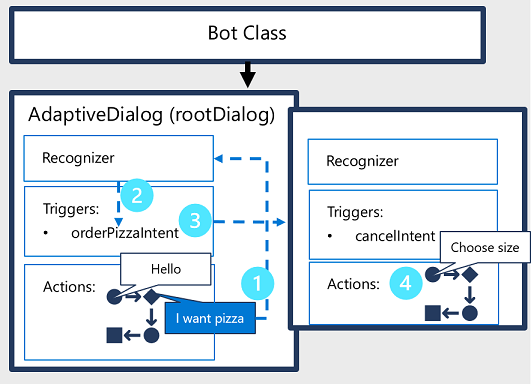 Bot Class
AdaptiveDialog (rootDialog)
Recognizer
2
Triggers:
• orderPizzaIntent
3
Hello
Actions:
1
I want pizza
Recognizer
Triggers:
• cancelIntent
Choose size
Actions:
4